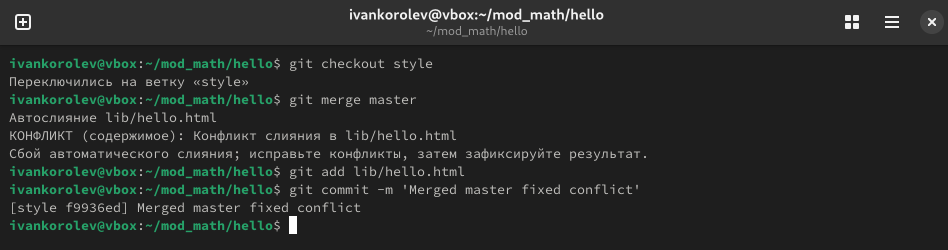 ivankorolev@vbox:~/mod_math/hello
~/mod_math/hello
ivankorolev@vbox:~/mod_math/hello$ git checkout style
Переключились на ветку «style»
ivankorolev@vbox:~/mod_math/hello$ git merge master
Автослияние lib/hello.html
КОНФЛИКТ (содержимое): Конфликт слияния в lib/hello.html
Сбой автоматического слияния; исправьте конфликты, затем зафиксируйте результат.
ivankorolev@vbox:~/mod_math/hello$ git add lib/hello.html
ivankorolev@vbox:~/mod_math/hello$ git commit -m 'Merged master fixed conflict'
[style f9936ed] Merged master fixed conflict
ivankorolev@vbox:~/mod_math/hello$